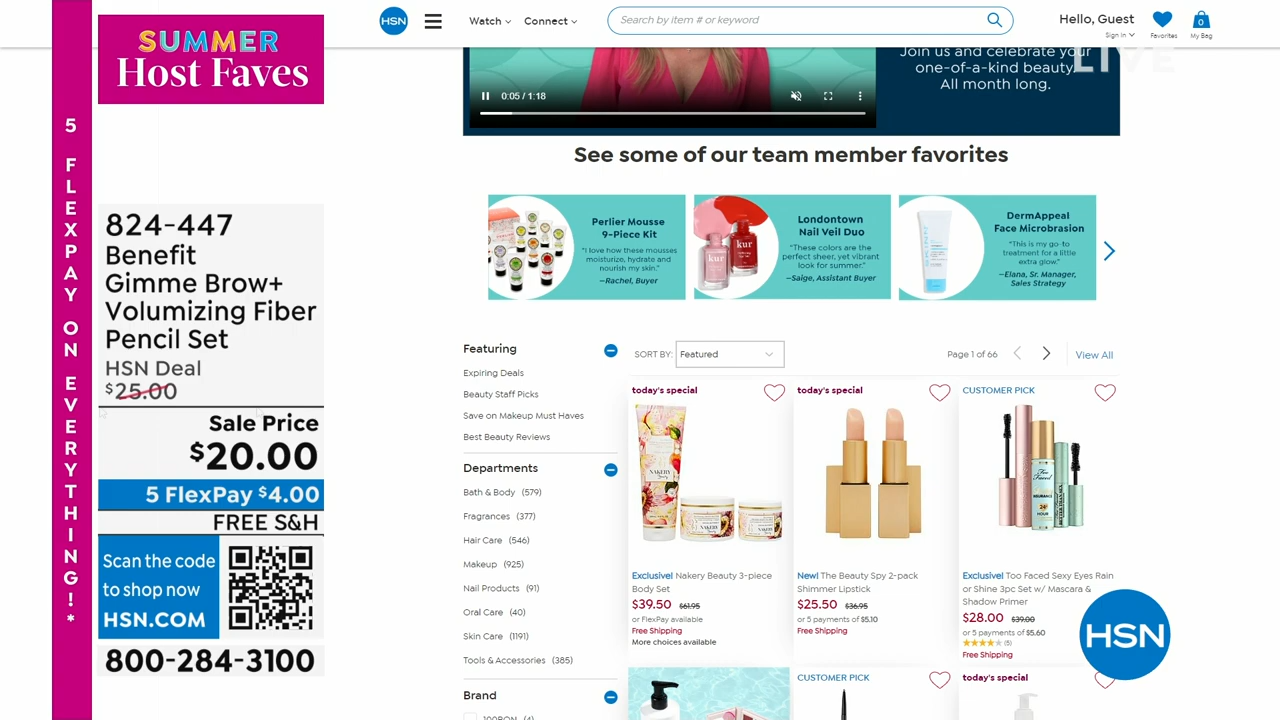 SUMMER
Host Faves
5 FLEXPAY ON EVERYTHING!*
824-447
Benefit
Gimme Brow+
Volumizing Fiber
Pencil Set
HSN Deal
$25.00
Sale Price
$20.00
5 FlexPay $4.00
FREE S&H
Scan the code
to shop now
HSN.COM
800-284-3100
HSN
Watch
Connect
Search by item # or keyword
Hello, Guest
Sign In
Favorites
0
My Bag
LIVE
Join us and celebrate your
one-of-a-kind beauty.
All month long.
0:05 / 1:18
See some of our team member favorites
Perlier Mousse
9-Piece Kit
"I love how these mousses
moisturize, hydrate and
nourish my skin."
—Rachel, Buyer
kur
kur
Londontown
Nail Veil Duo
"These colors are the
perfect sheer, yet vibrant
look for summer."
—Saige, Assistant Buyer
DermAppeal
Face Microbrasion
"This is my go-to
treatment for a little
extra glow."
—Elana, Sr. Manager,
Sales Strategy
Featuring
Expiring Deals
Beauty Staff Picks
Save on Makeup Must Haves
Best Beauty Reviews
Departments
Bath & Body (579)
Fragrances (377)
Hair Care (546)
Makeup (925)
Nail Products (91)
Oral Care (40)
Skin Care (1191)
Tools & Accessories (385)
Brand
100BON (4)
SORT BY:
Featured
Page 1 of 66
View All
today's special
NAKERY
Exclusive! Nakery Beauty 3-piece
Body Set
$39.50 $61.95
or FlexPay available
Free Shipping
More choices available
today's special
New! The Beauty Spy 2-pack
Shimmer Lipstick
$25.50 $36.95
or 5 payments of $5.10
Free Shipping
CUSTOMER PICK
Too Faced
Exclusive! Too Faced Sexy Eyes Rain
or Shine 3pc Set w/ Mascara &
Shadow Primer
$28.00 $39.00
or 5 payments of $5.60
(5)
Free Shipping
CUSTOMER PICK
today's special
HSN